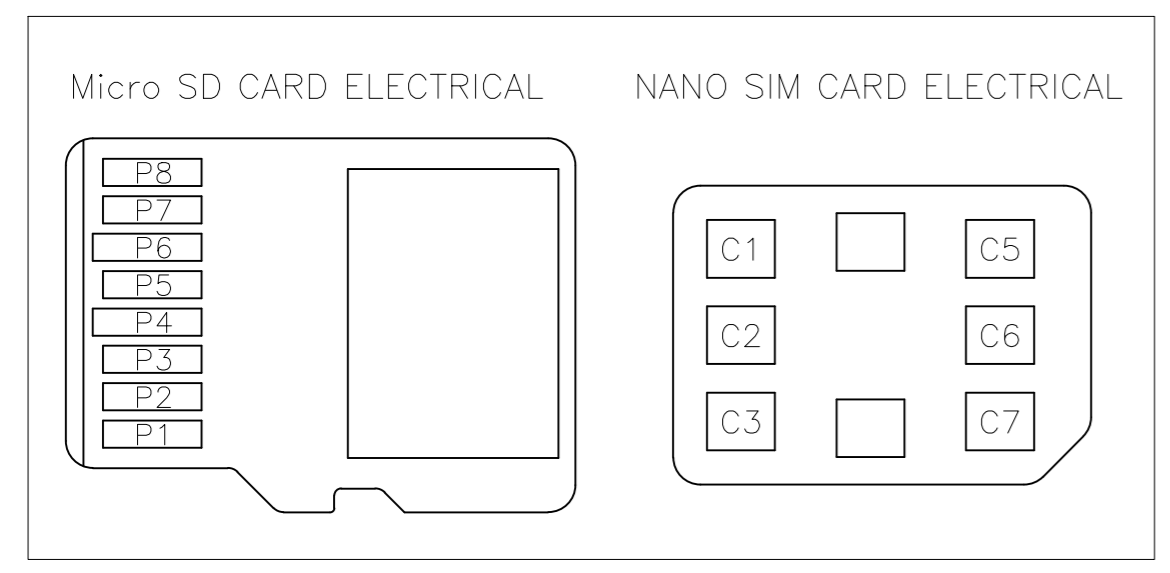 Micro SD CARD ELECTRICAL
P8
P7
P6
P5
P4
P3
P2
P1
NANO SIM CARD ELECTRICAL
C1 C5
C2 C6
C3 C7